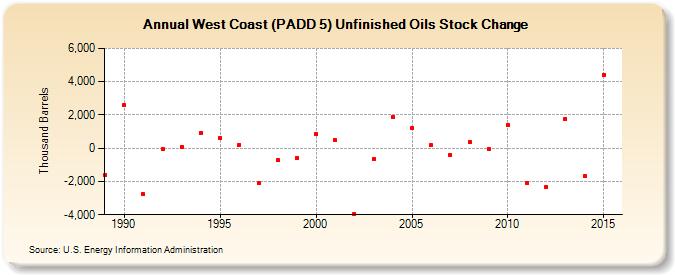 Annual West Coast (PADD 5) Unfinished Oils Stock Change
Thousand Barrels
6,000
4,000
2,000
0
-2,000
-4,000
1990 1995 2000 2005 2010 2015
Source: U.S. Energy Information Administration